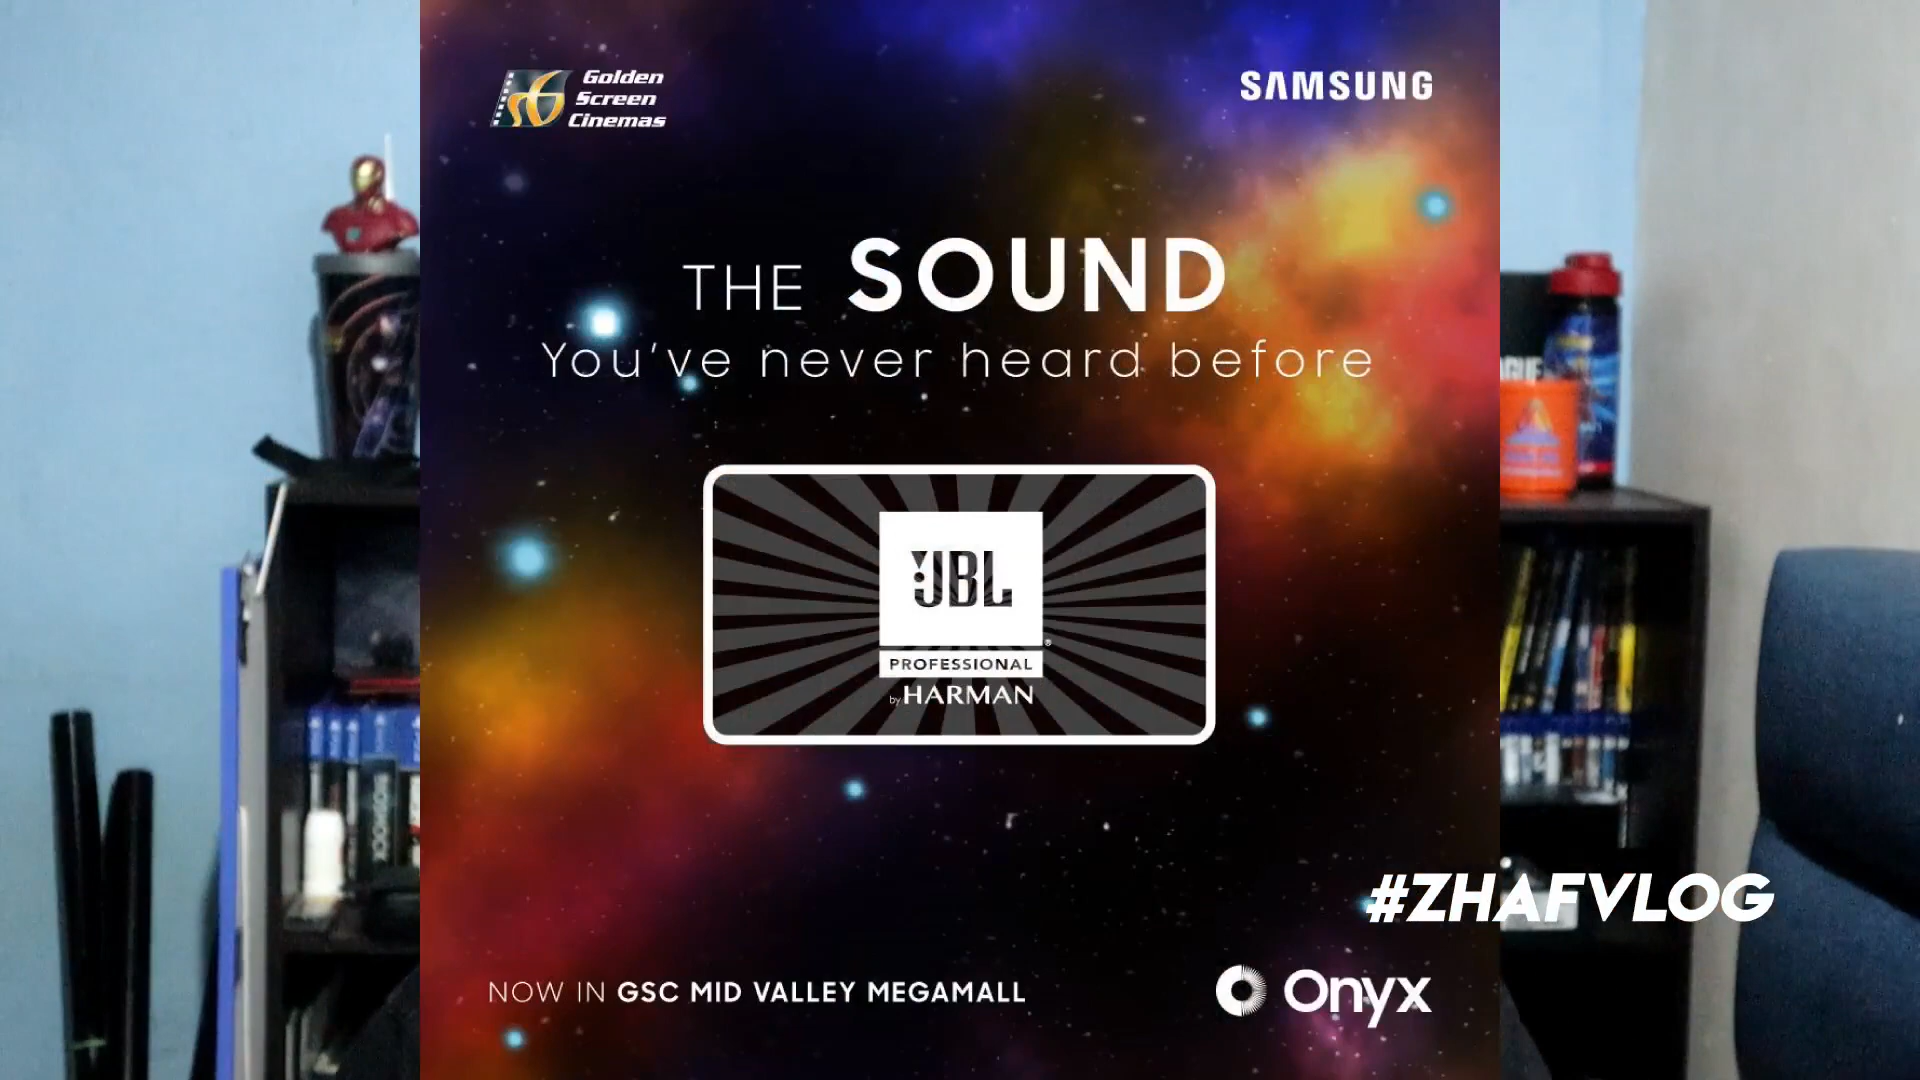 Golden
Screen
Cinemas
SAMSUNG
THE SOUND
You've never heard before
JBL
®
PROFESSIONAL
by HARMAN
#ZHAFVLOG
NOW IN GSC MID VALLEY MEGAMALL
Onyx